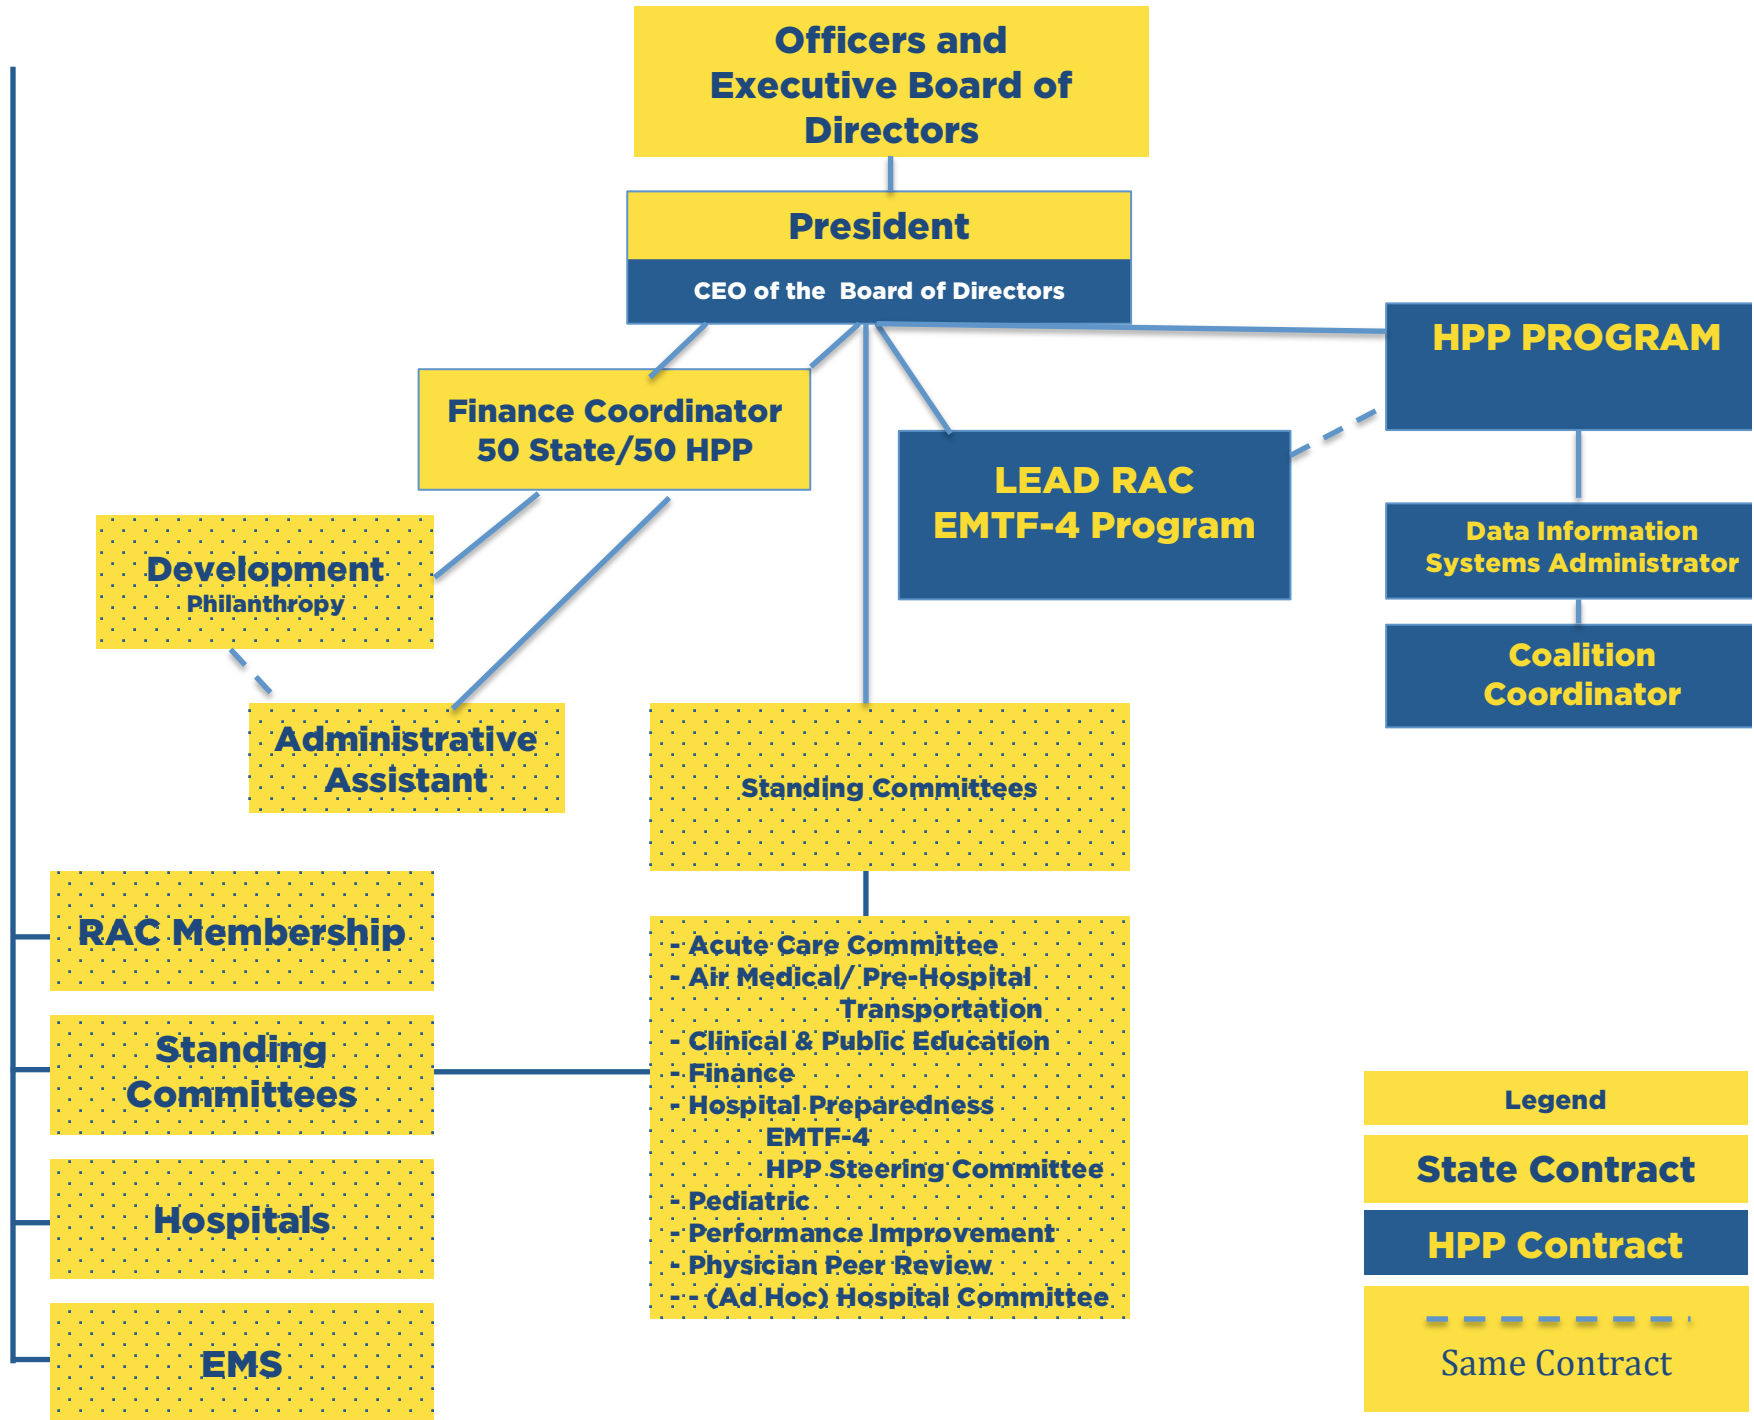 Officers and
Executive Board of
Directors
President
CEO of the Board of Directors
HPP PROGRAM
Finance Coordinator
50 State/50 HPP
LEAD RAC
EMTF-4 Program
Data Information
Systems Administrator
Development
Philanthropy
Coalition
Coordinator
Administrative
Assistant
Standing Committees
RAC Membership
Standing
Committees
Hospitals
EMS
- Acute Care Committee
- Air Medical/ Pre-Hospital
Transportation
- Clinical & Public Education
- Finance
- Hospital Preparedness
EMTF-4
HPP Steering Committee
- Pediatric
- Performance Improvement
- Physician Peer Review
- - (Ad Hoc) Hospital Committee
Legend
State Contract
HPP Contract
Same Contract